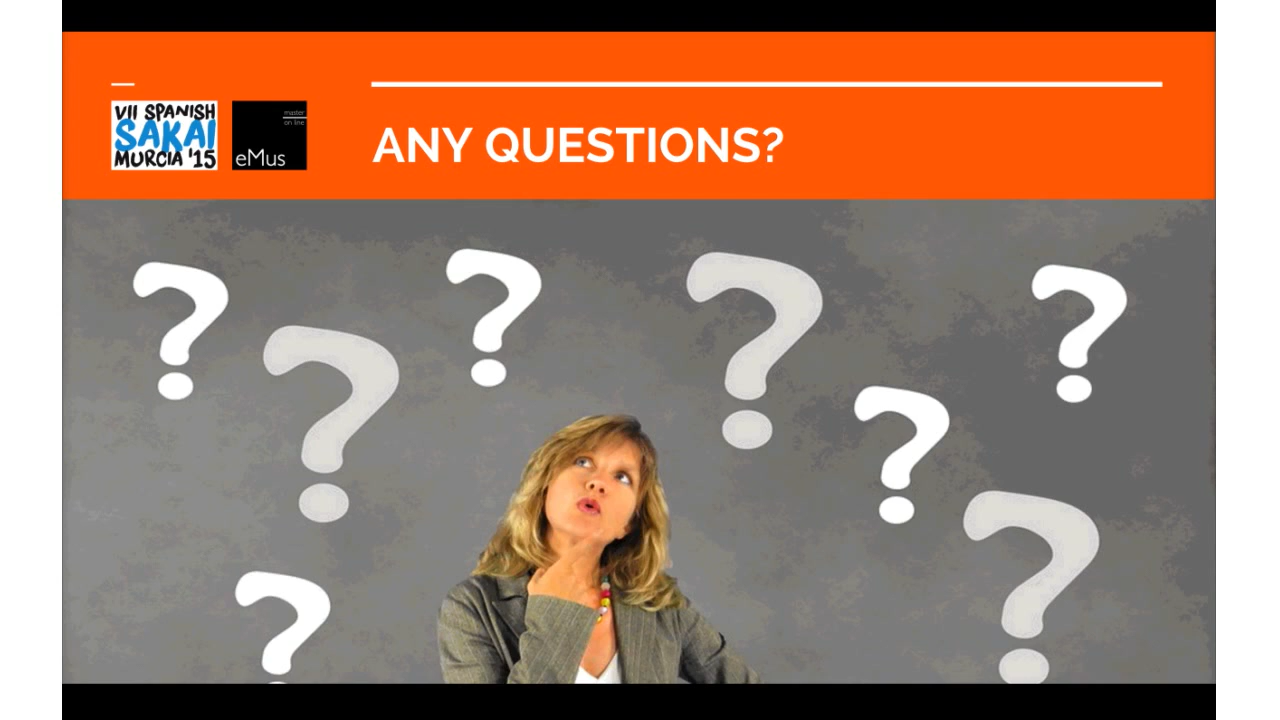 VII SPANISH
SAKAI
MURCIA '15
master
on line
eMus
ANY QUESTIONS?